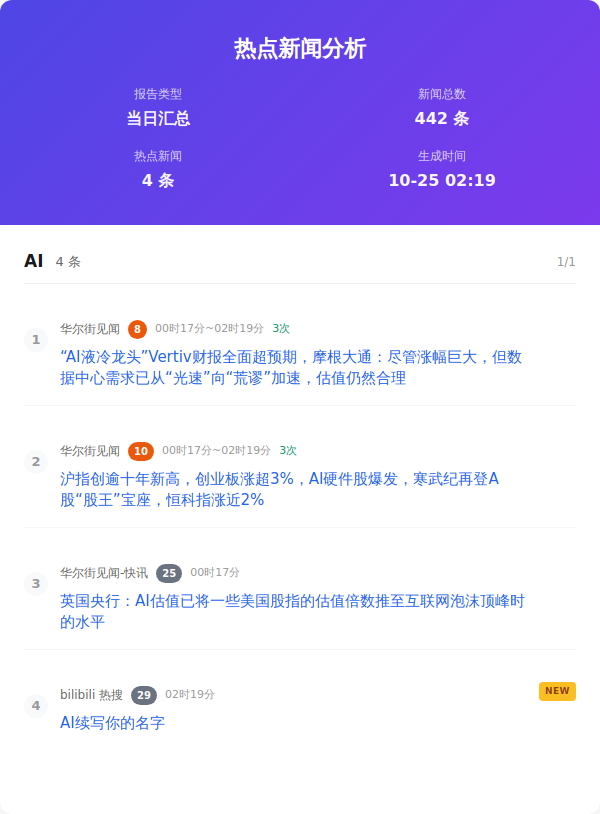 热点新闻分析
报告类型
当日汇总
新闻总数
442 条
热点新闻
4 条
生成时间
10-25 02:19
AI 4 条 1/1
1
华尔街见闻 8 00时17分~02时19分 3次
“AI液冷龙头”Vertiv财报全面超预期，摩根大通：尽管涨幅巨大，但数
据中心需求已从“光速”向“荒谬”加速，估值仍然合理
2
华尔街见闻 10 00时17分~02时19分 3次
沪指创逾十年新高，创业板涨超3%，AI硬件股爆发，寒武纪再登A
股“股王”宝座，恒科指涨近2%
3
华尔街见闻-快讯 25 00时17分
英国央行：AI估值已将一些美国股指的估值倍数推至互联网泡沫顶峰时
的水平
4
bilibili 热搜 29 02时19分 NEW
AI续写你的名字